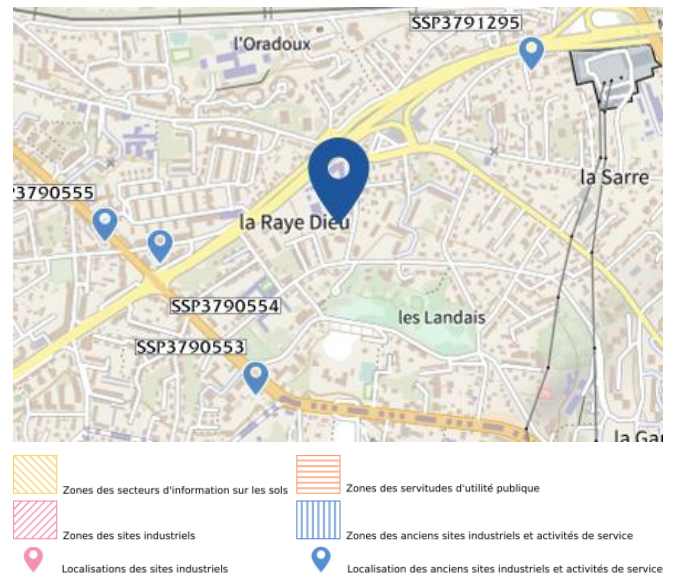 SSP3791295
l'Oradoux
la Sarre
P3790555
la Raye Dieu
SSP3790554
les Landais
SSP3790553
la Gar
Zones des secteurs d'information sur les sols
Zones des servitudes d'utilité publique
Zones des sites industriels
Zones des anciens sites industriels et activités de service
Localisations des sites industriels
Localisation des anciens sites industriels et activités de service